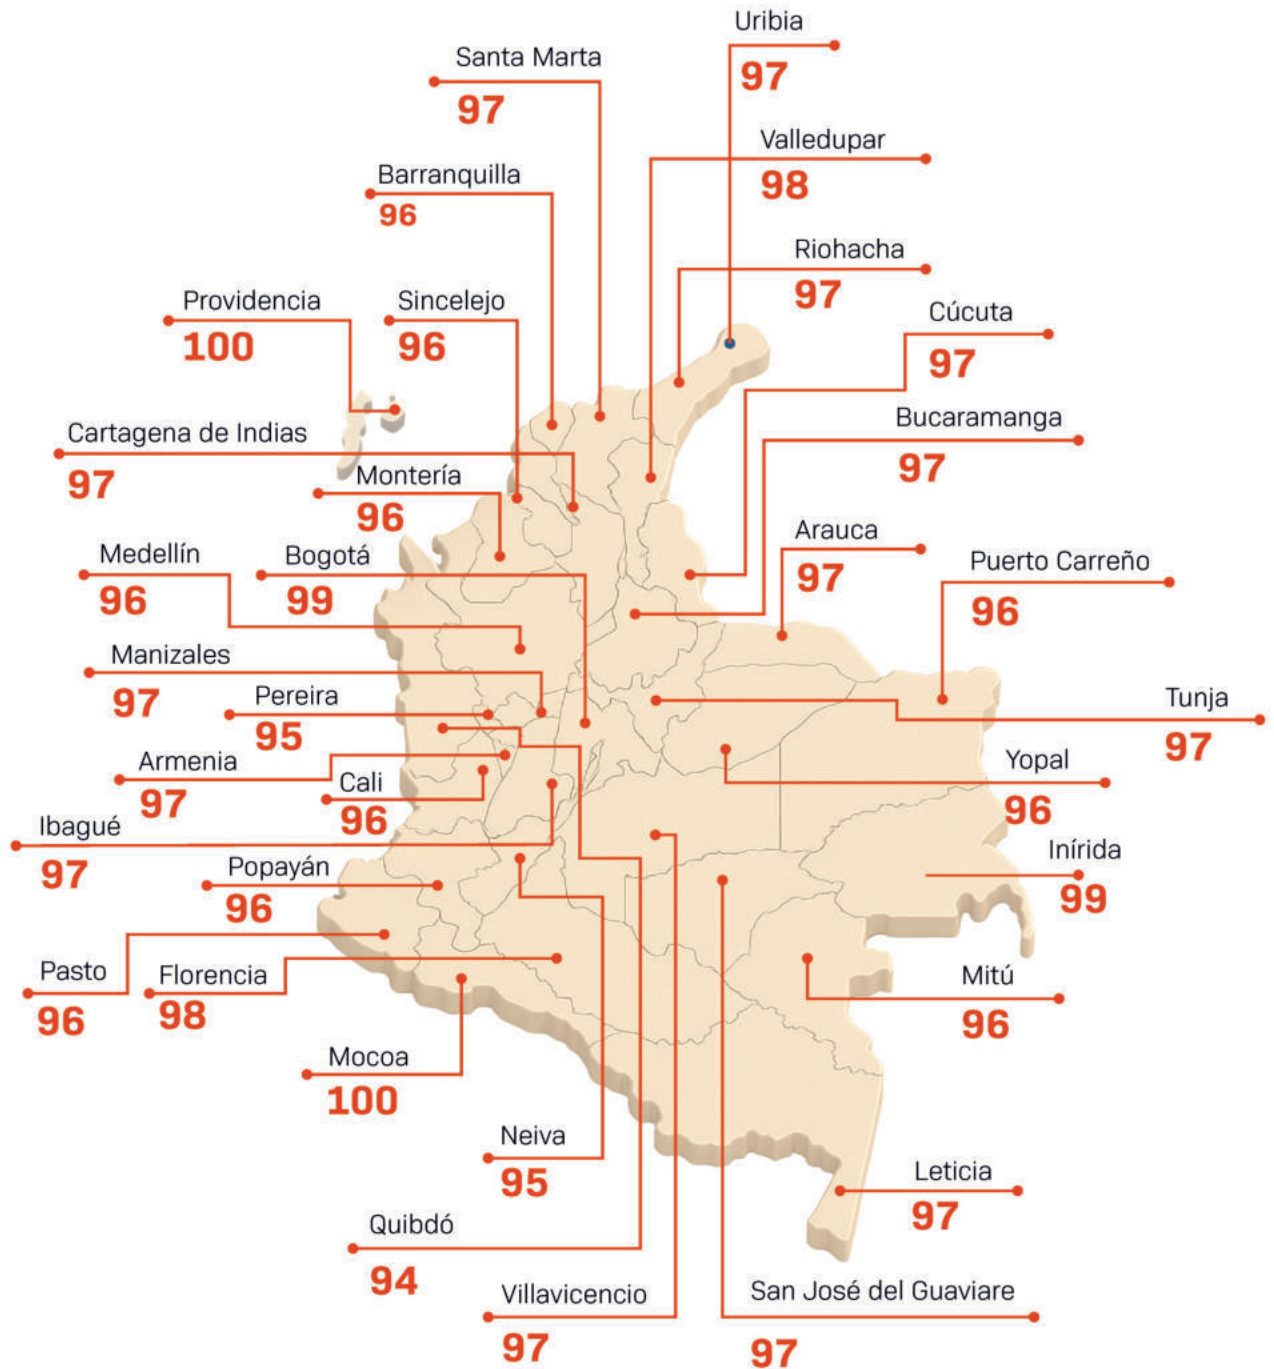 Uribia
97
Santa Marta
97
Valledupar
98
Barranquilla
96
Riohacha
97
Providencia
100
Sincelejo
96
Cúcuta
97
Cartagena de Indias
97
Bucaramanga
97
Montería
96
Arauca
97
Medellín
96
Bogotá
99
Puerto Carreño
96
Manizales
97
Pereira
95
Tunja
97
Armenia
97
Cali
96
Yopal
96
Ibagué
97
Inírida
99
Popayán
96
Pasto
96
Florencia
98
Mitú
96
Mocoa
100
Neiva
95
Leticia
97
Quibdó
94
Villavicencio
97
San José del Guaviare
97